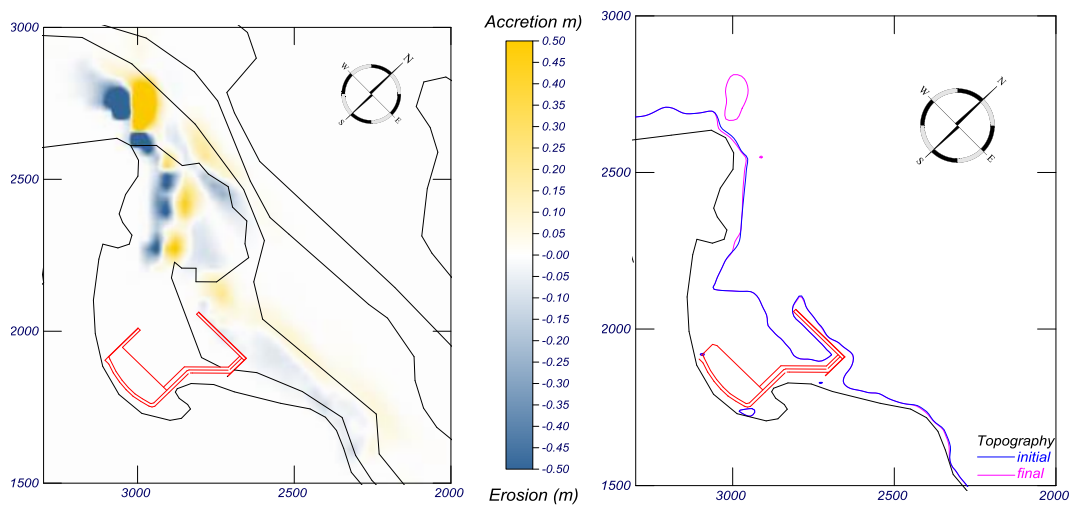 3000
2500
2000
1500
3000
2500
2000
N
W
E
S
Accretion m)
0.50
0.45
0.40
0.35
0.30
0.25
0.20
0.15
0.10
0.05
-0.00
-0.05
-0.10
-0.15
-0.20
-0.25
-0.30
-0.35
-0.40
-0.45
-0.50
Erosion (m)
3000
2500
2000
1500
3000
2500
2000
N
W
E
S
Topography
initial
final